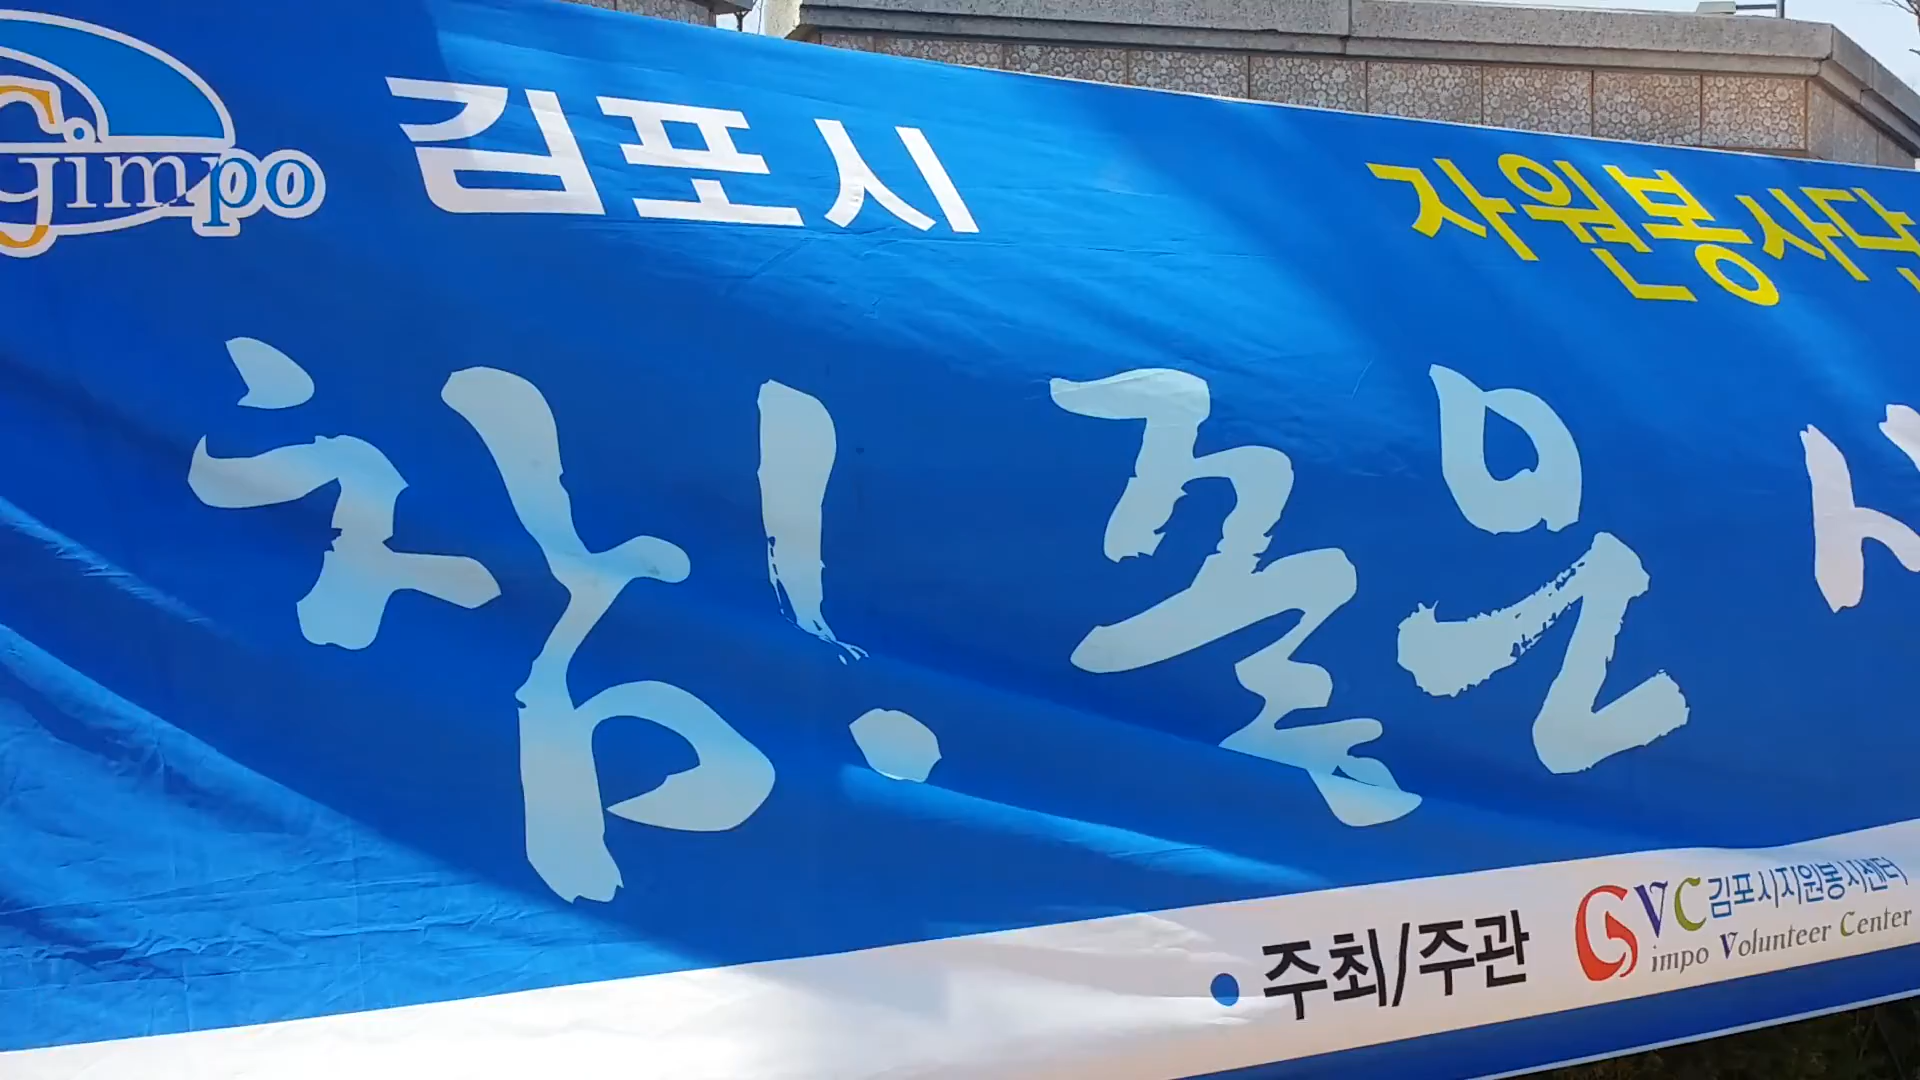 Gimpo 김포시 자원봉사단
참! 좋은 사
• 주최/주관 GVC 김포시자원봉사센터
impo Volunteer Center